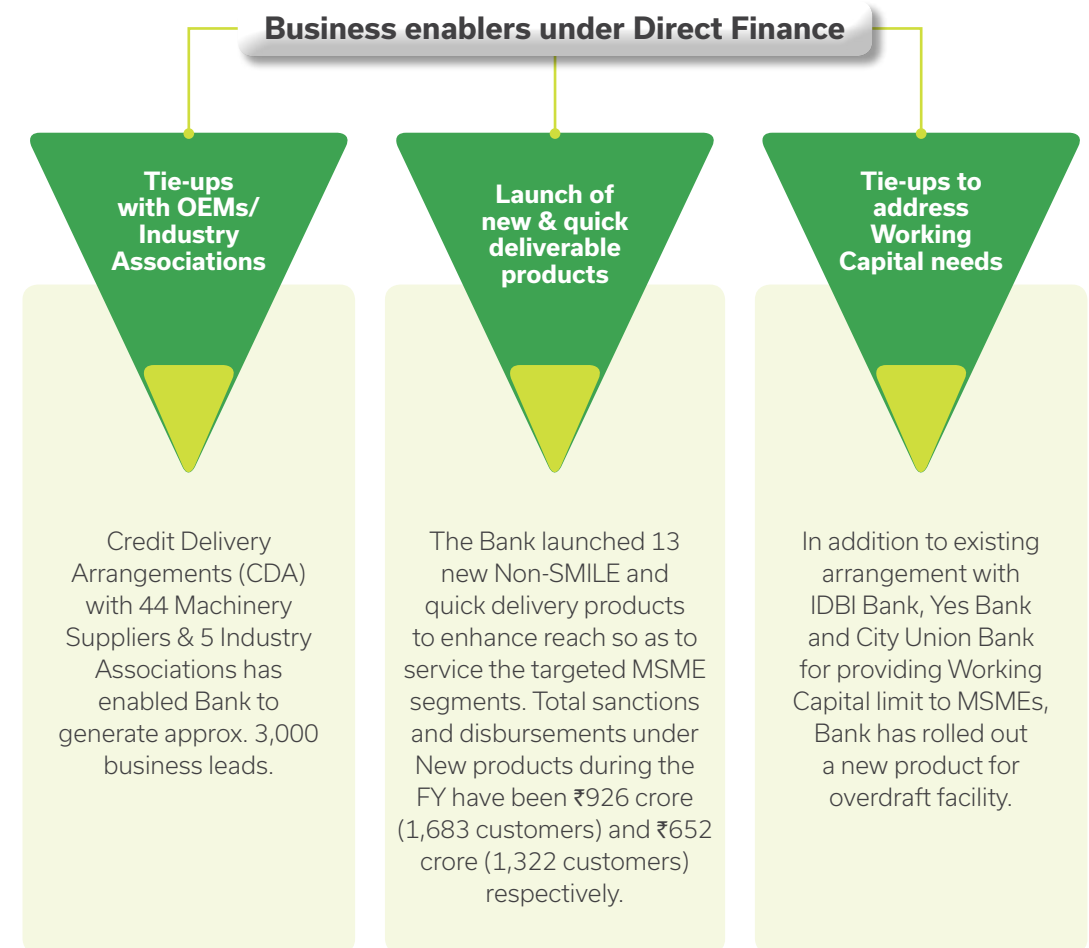 Business enablers under Direct Finance
Tie-ups
with OEMs/
Industry
Associations
Credit Delivery
Arrangements (CDA)
with 44 Machinery
Suppliers & 5 Industry
Associations has
enabled Bank to
generate approx. 3,000
business leads.
Launch of
new & quick
deliverable
products
The Bank launched 13
new Non-SMILE and
quick delivery products
to enhance reach so as to
service the targeted MSME
segments. Total sanctions
and disbursements under
New products during the
FY have been ₹926 crore
(1,683 customers) and ₹652
crore (1,322 customers)
respectively.
Tie-ups to
address
Working
Capital needs
In addition to existing
arrangement with
IDBI Bank, Yes Bank
and City Union Bank
for providing Working
Capital limit to MSMEs,
Bank has rolled out
a new product for
overdraft facility.